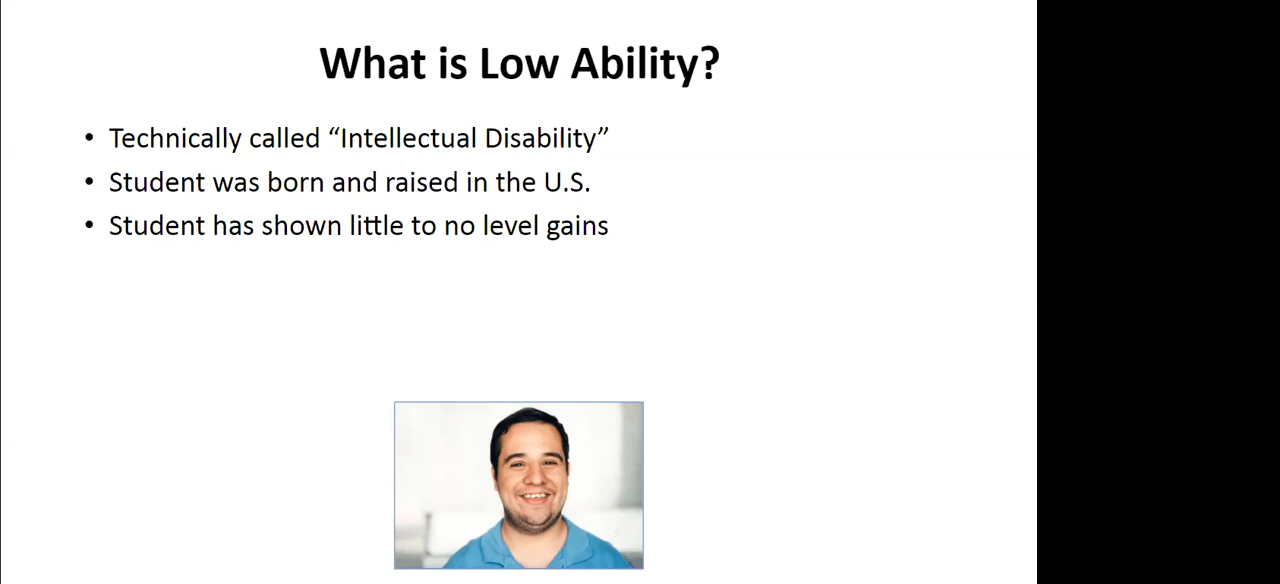 What is Low Ability?
• Technically called “Intellectual Disability”
• Student was born and raised in the U.S.
• Student has shown little to no level gains